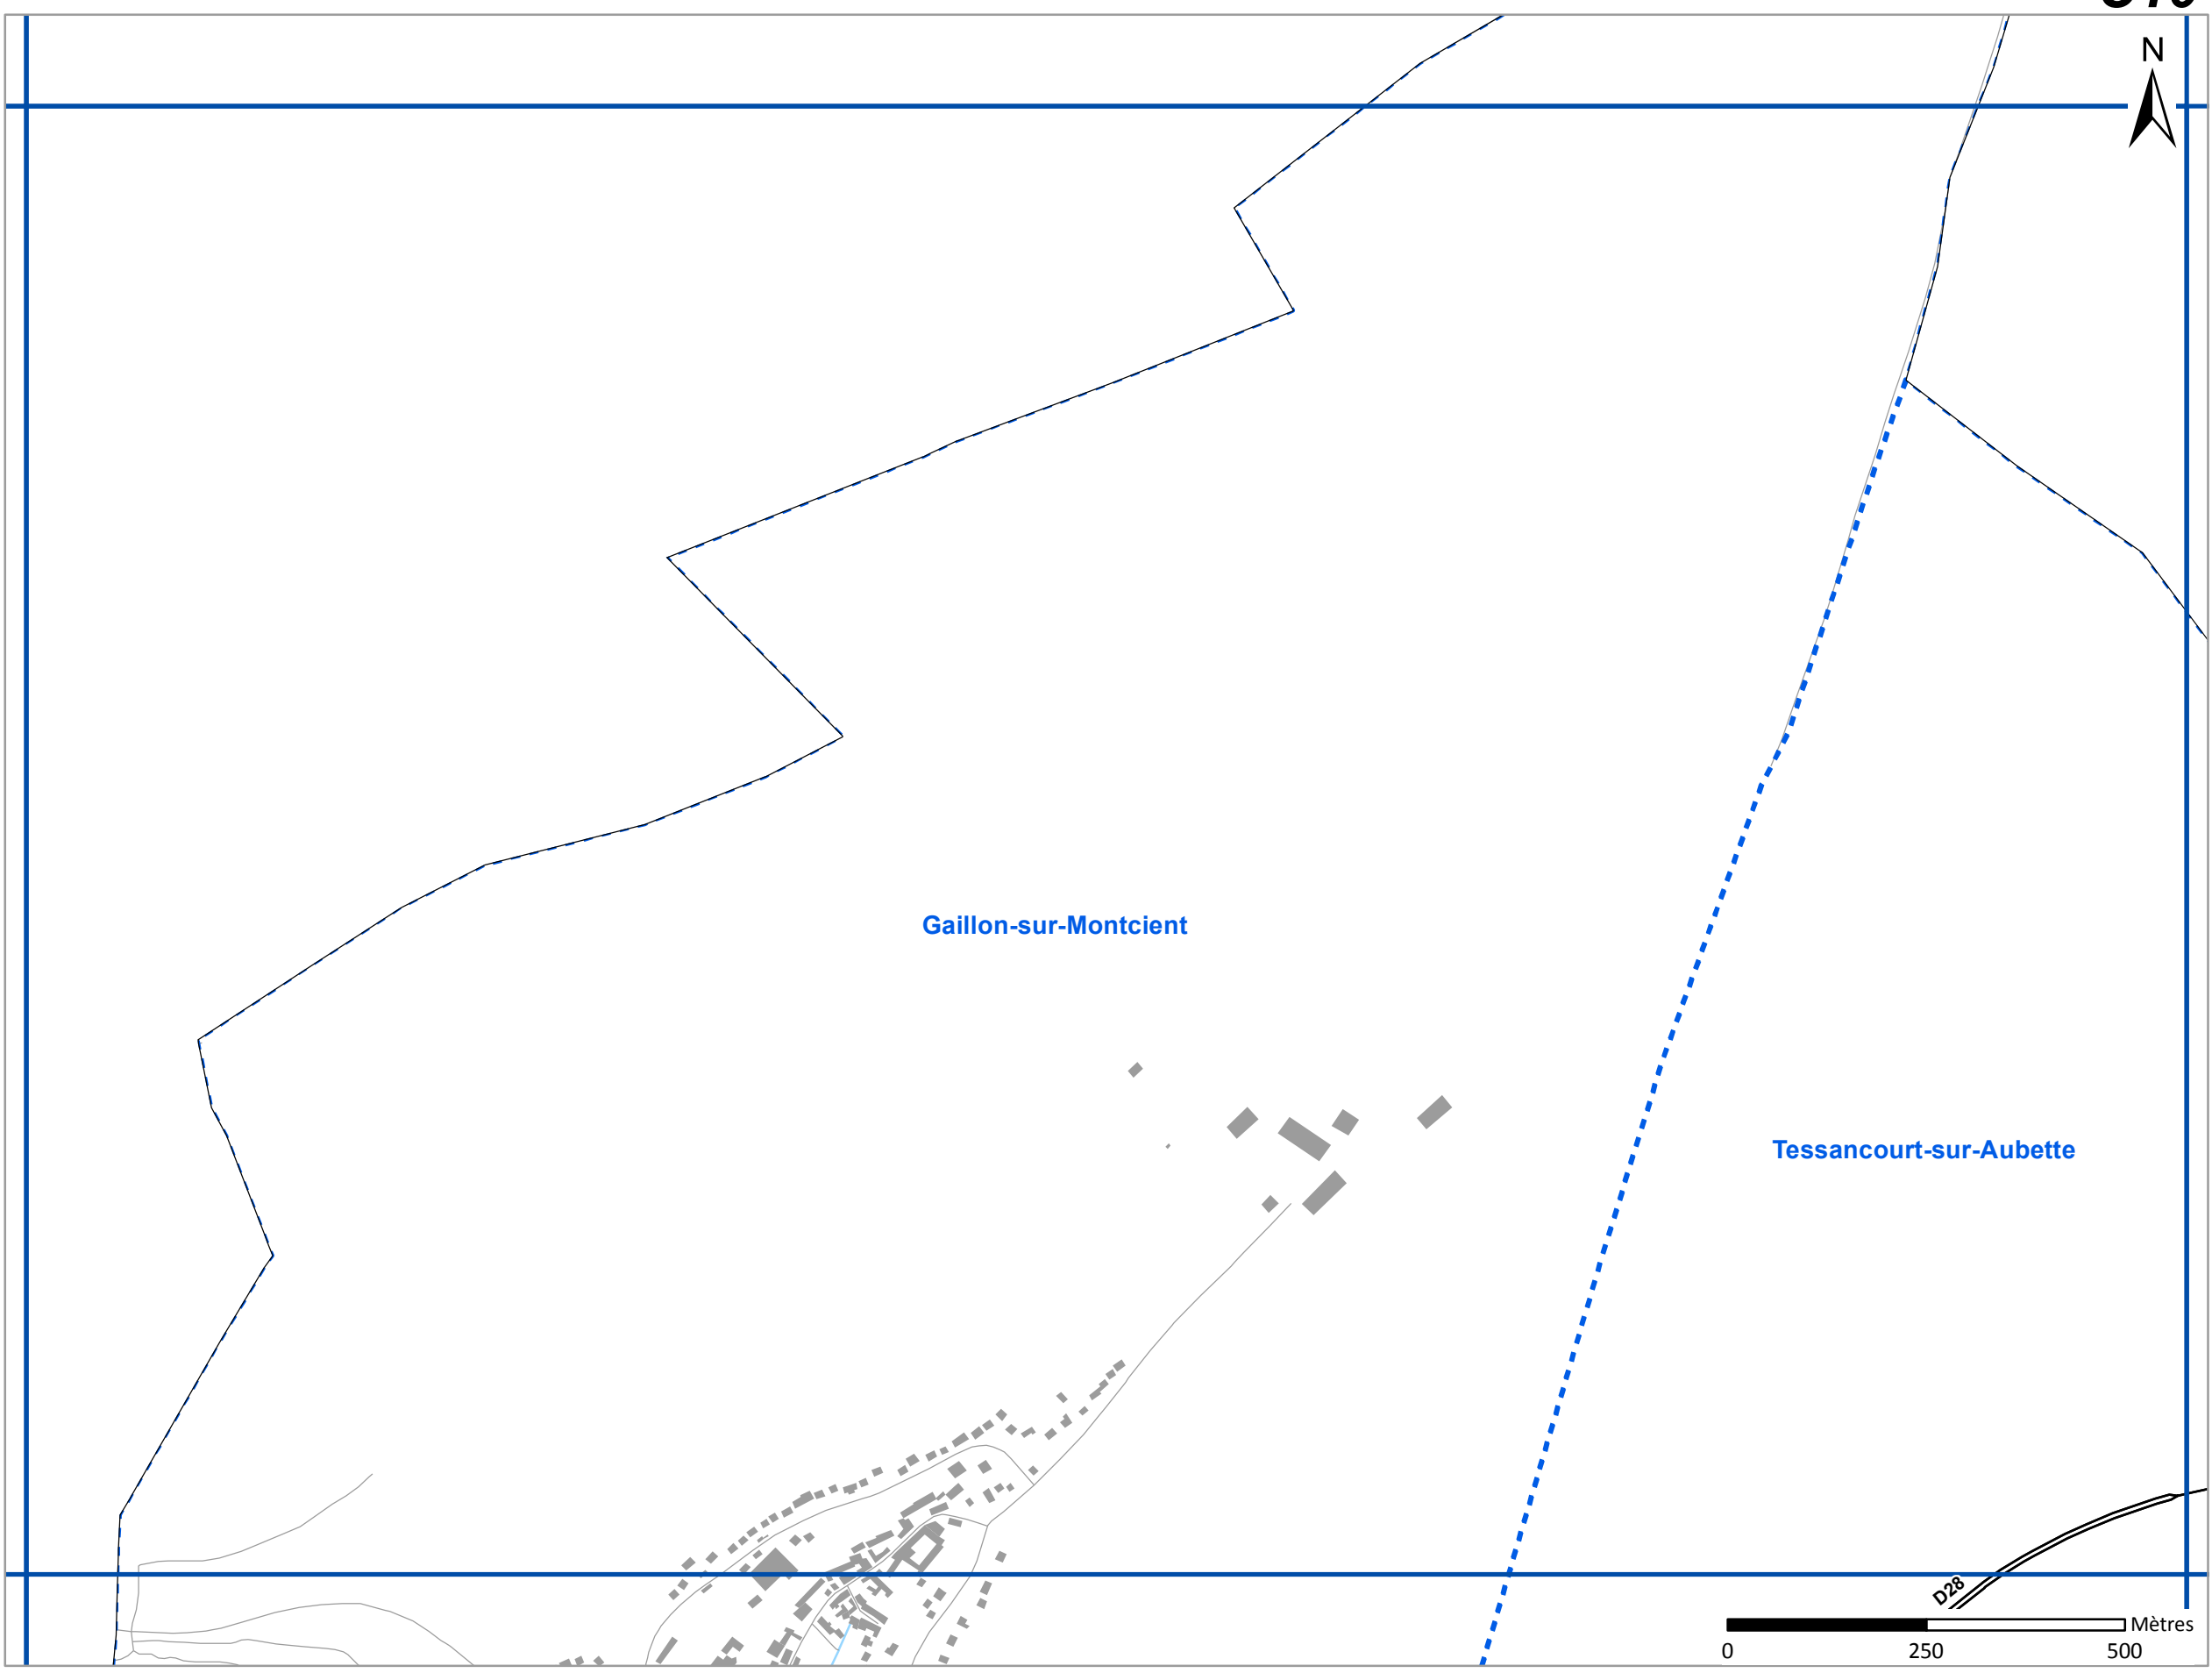 N
Gaillon-sur-Montcient
Tessancourt-sur-Aubette
D28
Mètres
0 250 500